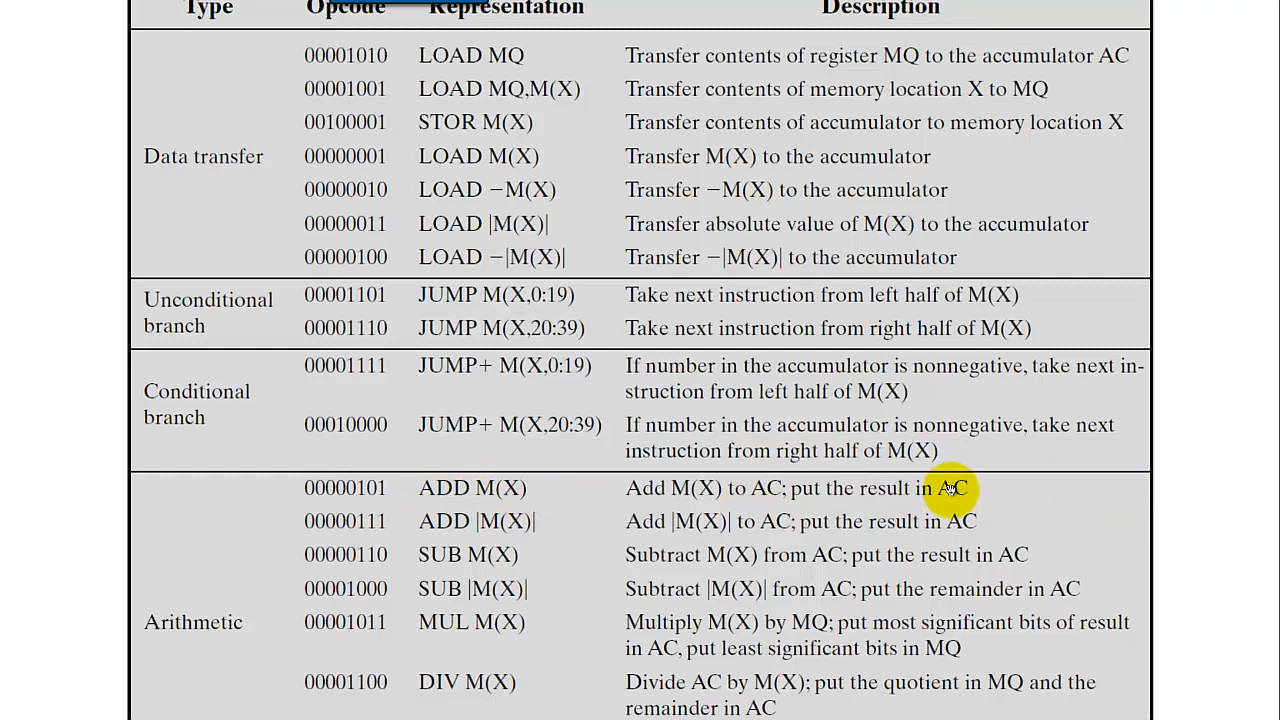 Type Opcode Representation Description
00001010 LOAD MQ Transfer contents of register MQ to the accumulator AC
00001001 LOAD MQ,M(X) Transfer contents of memory location X to MQ
00100001 STOR M(X) Transfer contents of accumulator to memory location X
Data transfer 00000001 LOAD M(X) Transfer M(X) to the accumulator
00000010 LOAD −M(X) Transfer −M(X) to the accumulator
00000011 LOAD |M(X)| Transfer absolute value of M(X) to the accumulator
00000100 LOAD −|M(X)| Transfer −|M(X)| to the accumulator
Unconditional 00001101 JUMP M(X,0:19) Take next instruction from left half of M(X)
branch 00001110 JUMP M(X,20:39) Take next instruction from right half of M(X)
00001111 JUMP+ M(X,0:19) If number in the accumulator is nonnegative, take next in-
Conditional struction from left half of M(X)
branch 00010000 JUMP+ M(X,20:39) If number in the accumulator is nonnegative, take next
instruction from right half of M(X)
00000101 ADD M(X) Add M(X) to AC; put the result in AC
00000111 ADD |M(X)| Add |M(X)| to AC; put the result in AC
00000110 SUB M(X) Subtract M(X) from AC; put the result in AC
00001000 SUB |M(X)| Subtract |M(X)| from AC; put the remainder in AC
Arithmetic 00001011 MUL M(X) Multiply M(X) by MQ; put most significant bits of result
in AC, put least significant bits in MQ
00001100 DIV M(X) Divide AC by M(X); put the quotient in MQ and the
remainder in AC